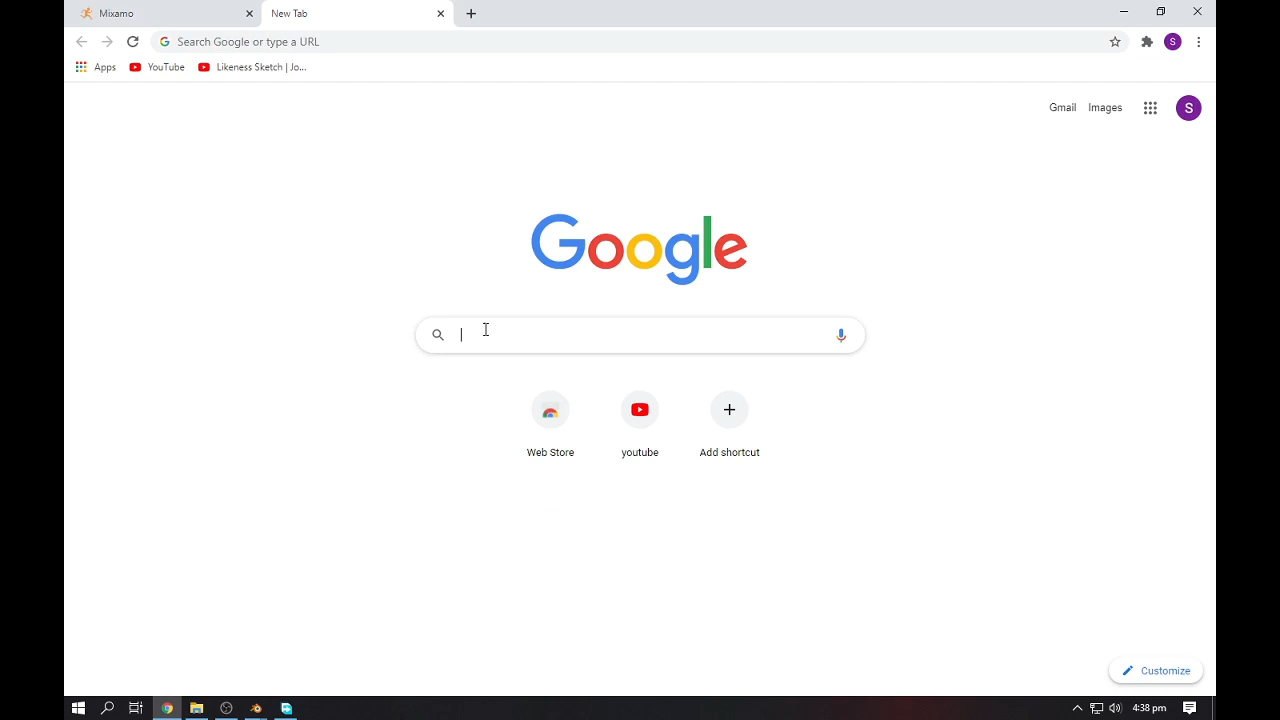 Mixamo
New Tab
Search Google or type a URL
S
Apps
YouTube
Likeness Sketch | Jo...
Gmail
Images
S
Google
Web Store
youtube
Add shortcut
Customize
4:38 pm